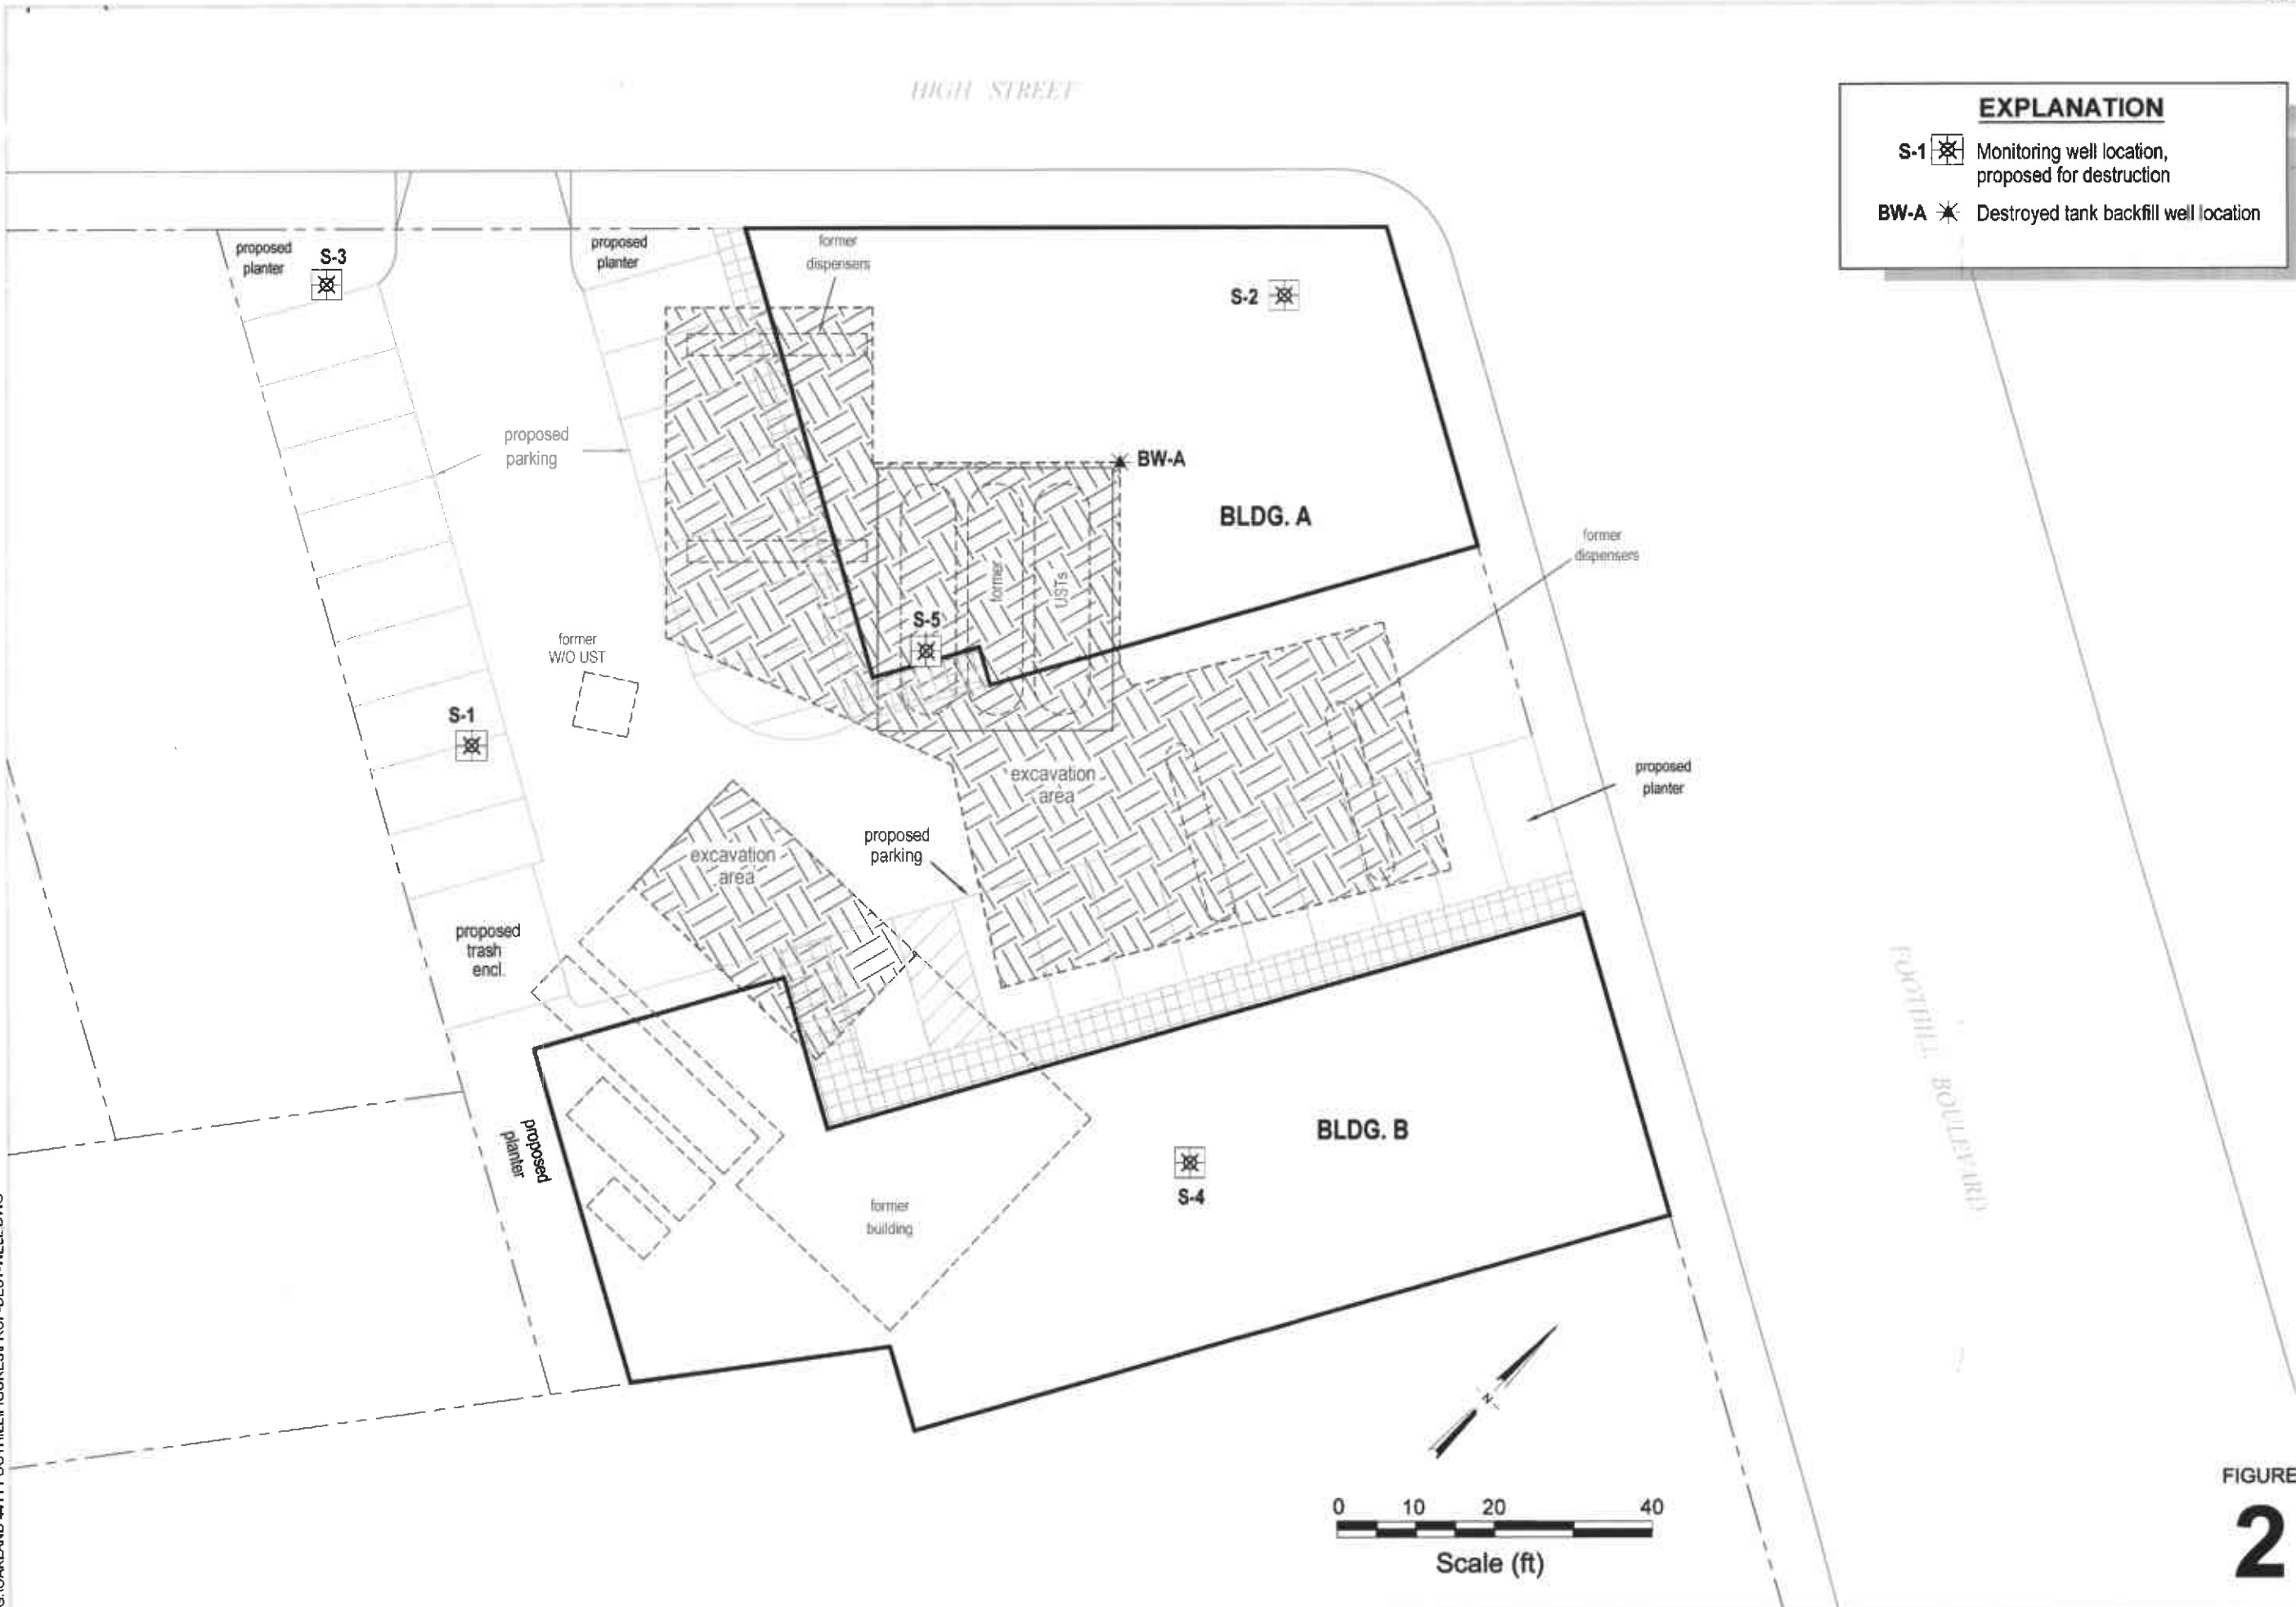 HIGH STREET
EXPLANATION
S-1 Monitoring well location,
proposed for destruction
BW-A Destroyed tank backfill well location
proposed
planter
S-3
proposed
planter
former
dispensers
S-2
proposed
parking
BW-A
BLDG. A
former
dispensers
former
USTs
S-5
former
W/O UST
S-1
excavation
area
proposed
planter
excavation
area
proposed
parking
proposed
trash
encl.
FOOTHILL BOULEVARD
proposed
planter
BLDG. B
S-4
former
building
N
0 10 20 40
Scale (ft)
FIGURE
2